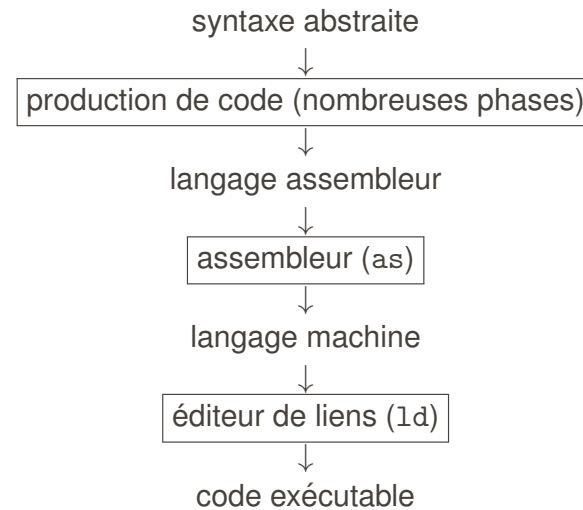 syntaxe abstraite
production de code (nombreuses phases)
langage assembleur
assembleur (as)
langage machine
éditeur de liens (ld)
code exécutable